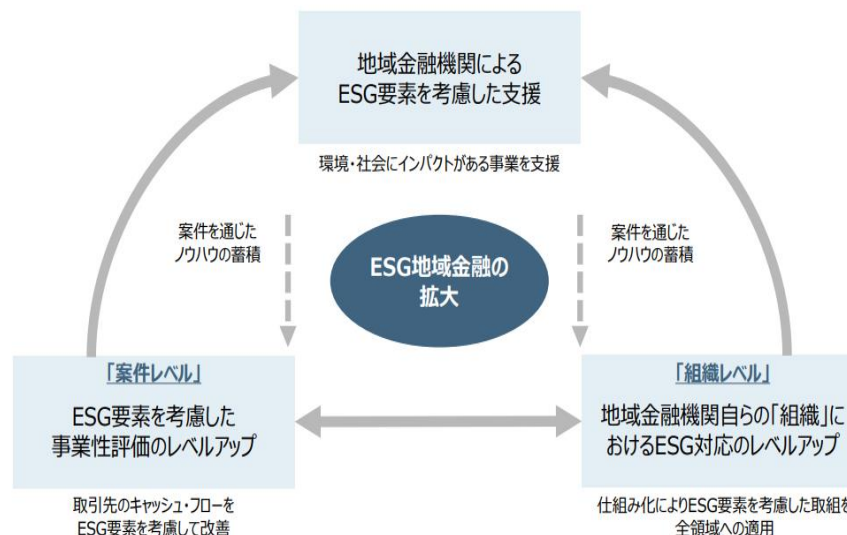 地域金融機関による
ESG要素を考慮した支援
環境・社会にインパクトがある事業を支援
案件を通じた
ノウハウの蓄積
ESG地域金融の
拡大
案件を通じた
ノウハウの蓄積
「案件レベル」
ESG要素を考慮した
事業性評価のレベルアップ
取引先のキャッシュ・フローを
ESG要素を考慮して改善
「組織レベル」
地域金融機関自らの「組織」に
おけるESG対応のレベルアップ
仕組み化によりESG要素を考慮した取組を
全領域への適用